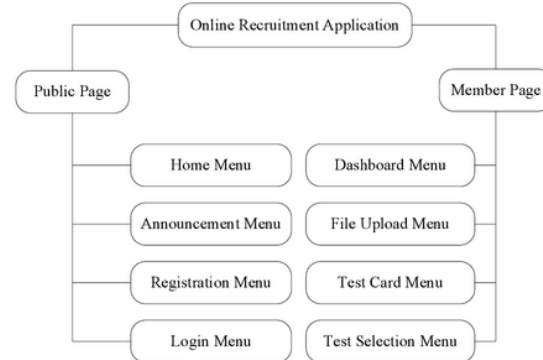 Online Recruitment Application
Public Page
Member Page
Home Menu
Dashboard Menu
Announcement Menu
File Upload Menu
Registration Menu
Test Card Menu
Login Menu
Test Selection Menu